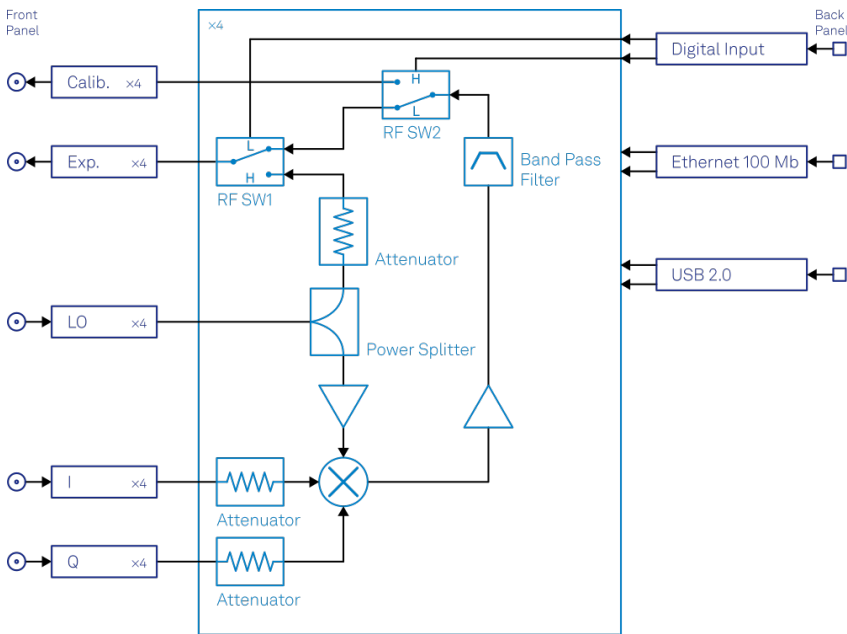 Front
Panel
×4
Back
Panel
Digital Input
Calib. ×4
H
L
RF SW2
Exp. ×4
L
H
RF SW1
Band Pass
Filter
Ethernet 100 Mb
Attenuator
USB 2.0
LO ×4
Power Splitter
I ×4
Attenuator
Q ×4
Attenuator